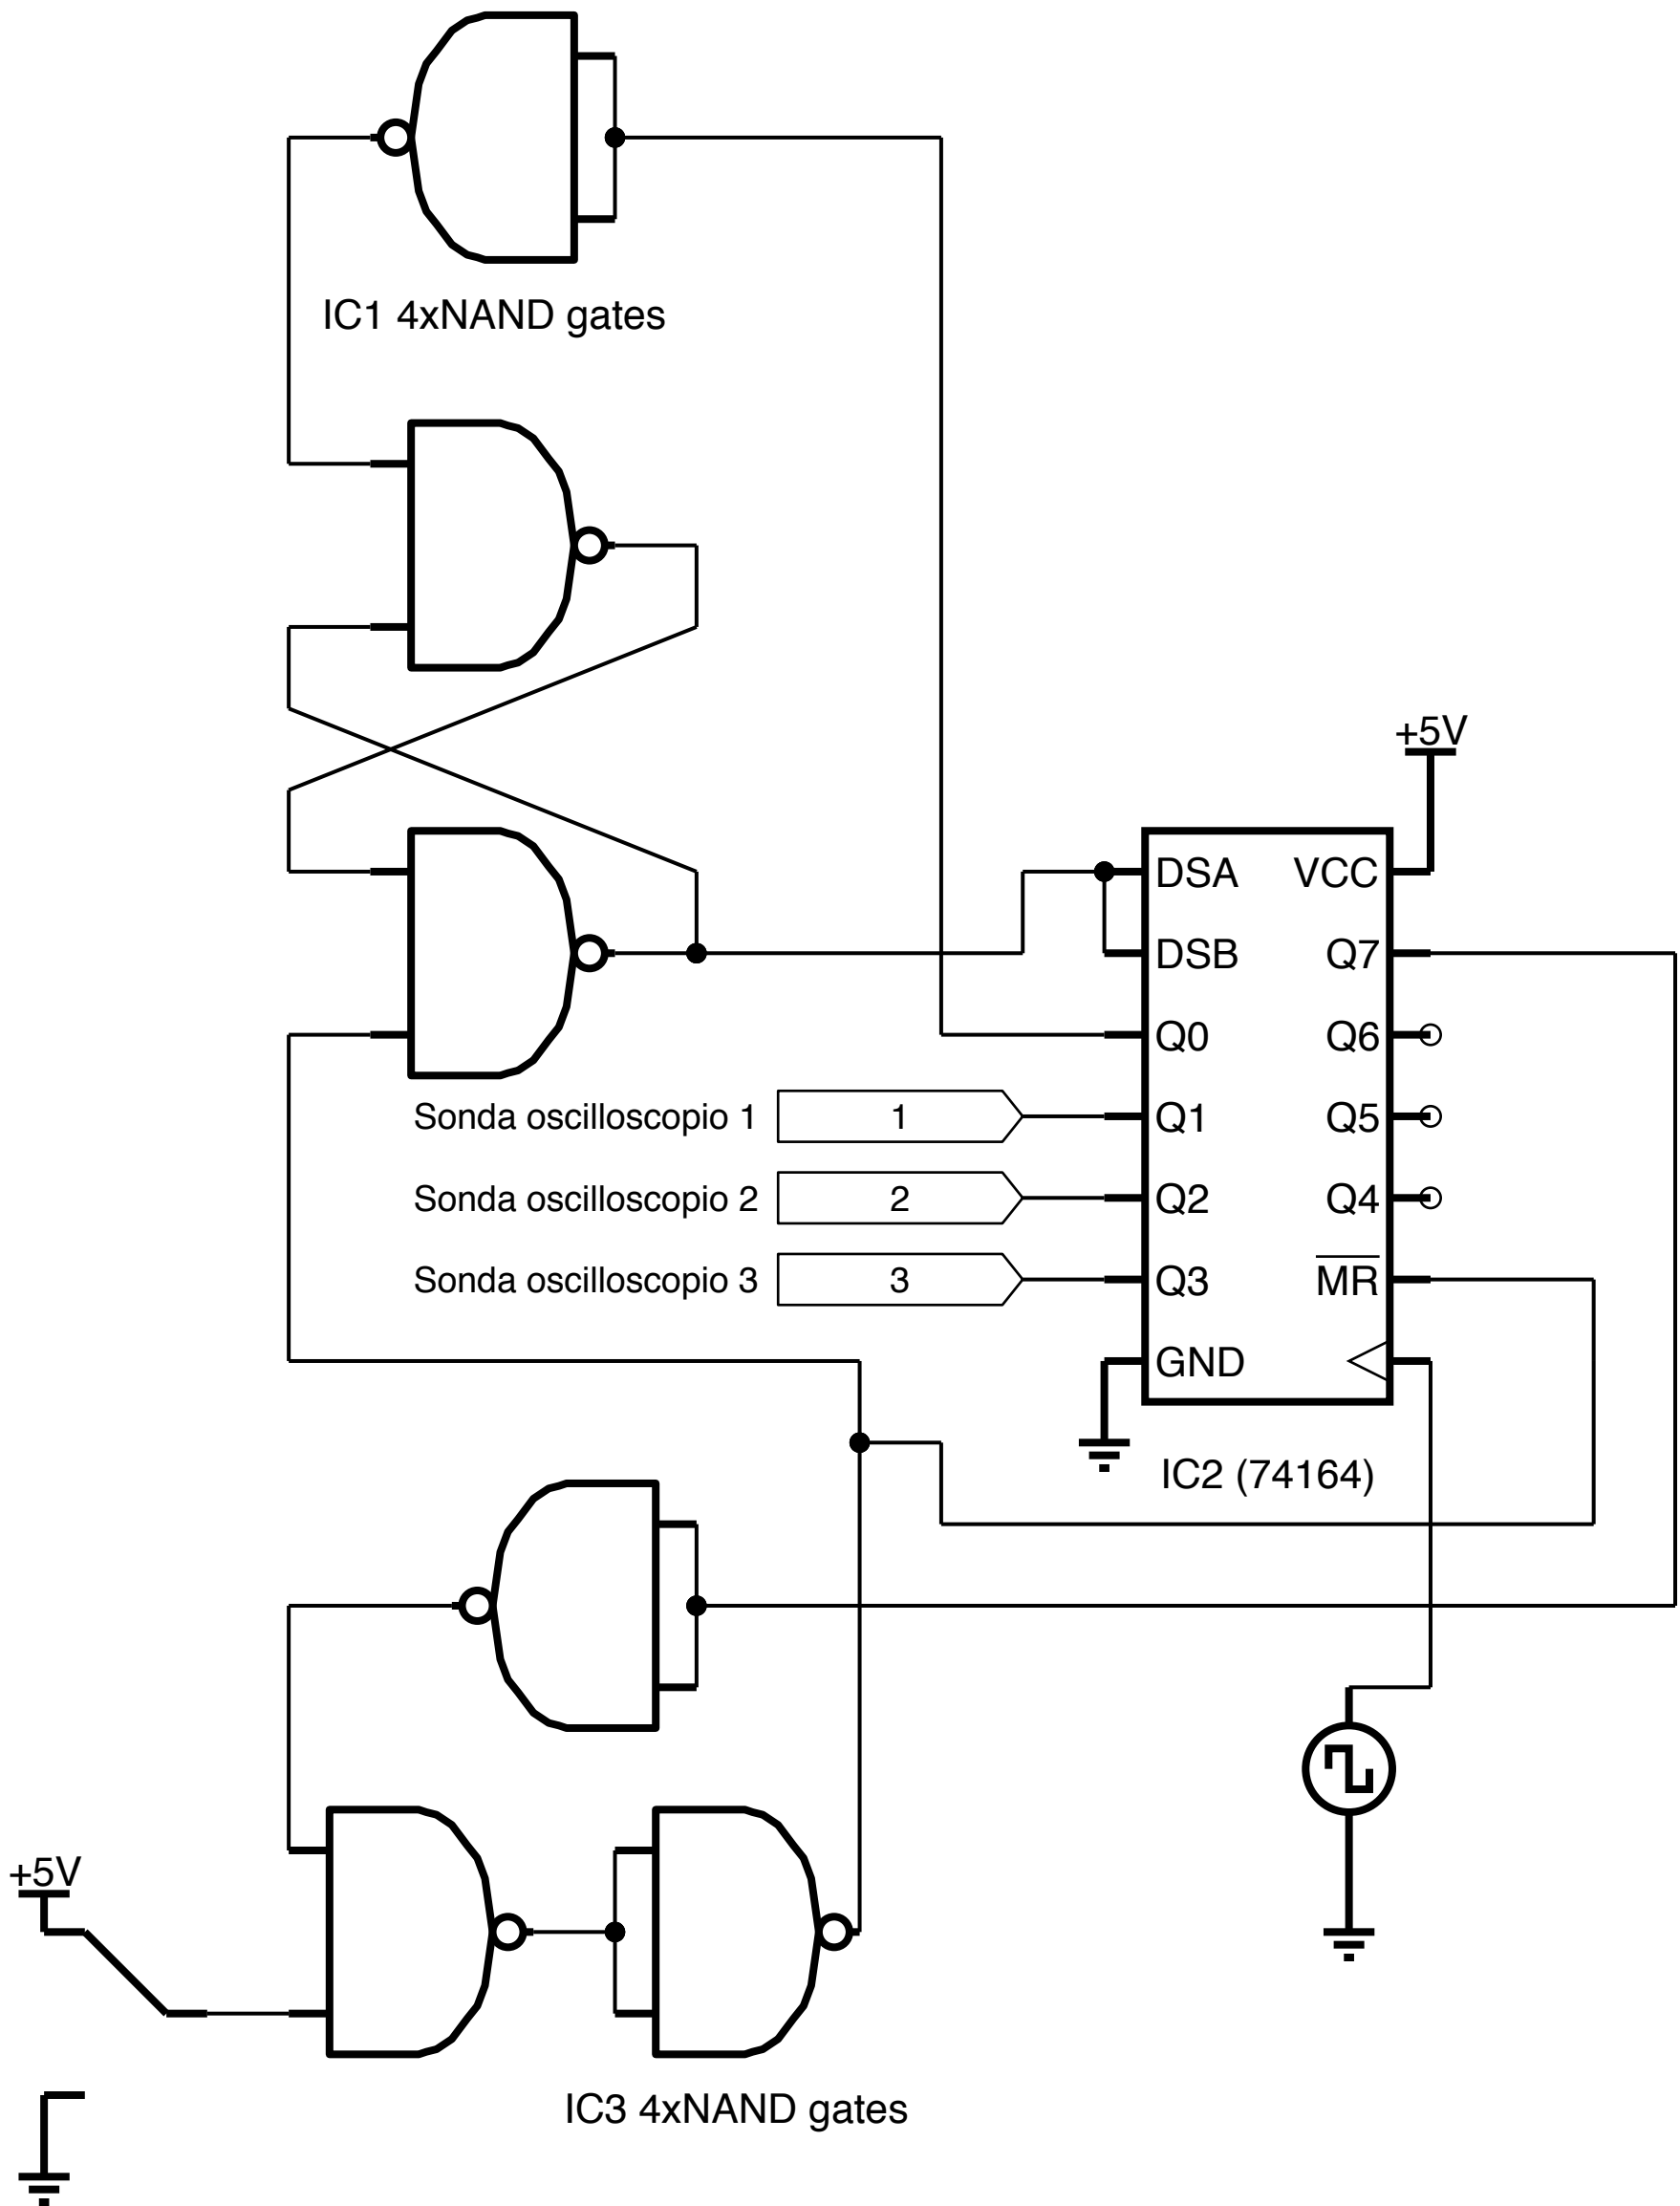 IC1 4xNAND gates
+5V
DSA VCC
DSB Q7
Q0 Q6
Sonda oscilloscopio 1 1 Q1 Q5
Sonda oscilloscopio 2 2 Q2 Q4
Sonda oscilloscopio 3 3 Q3 MR
GND
IC2 (74164)
+5V
IC3 4xNAND gates